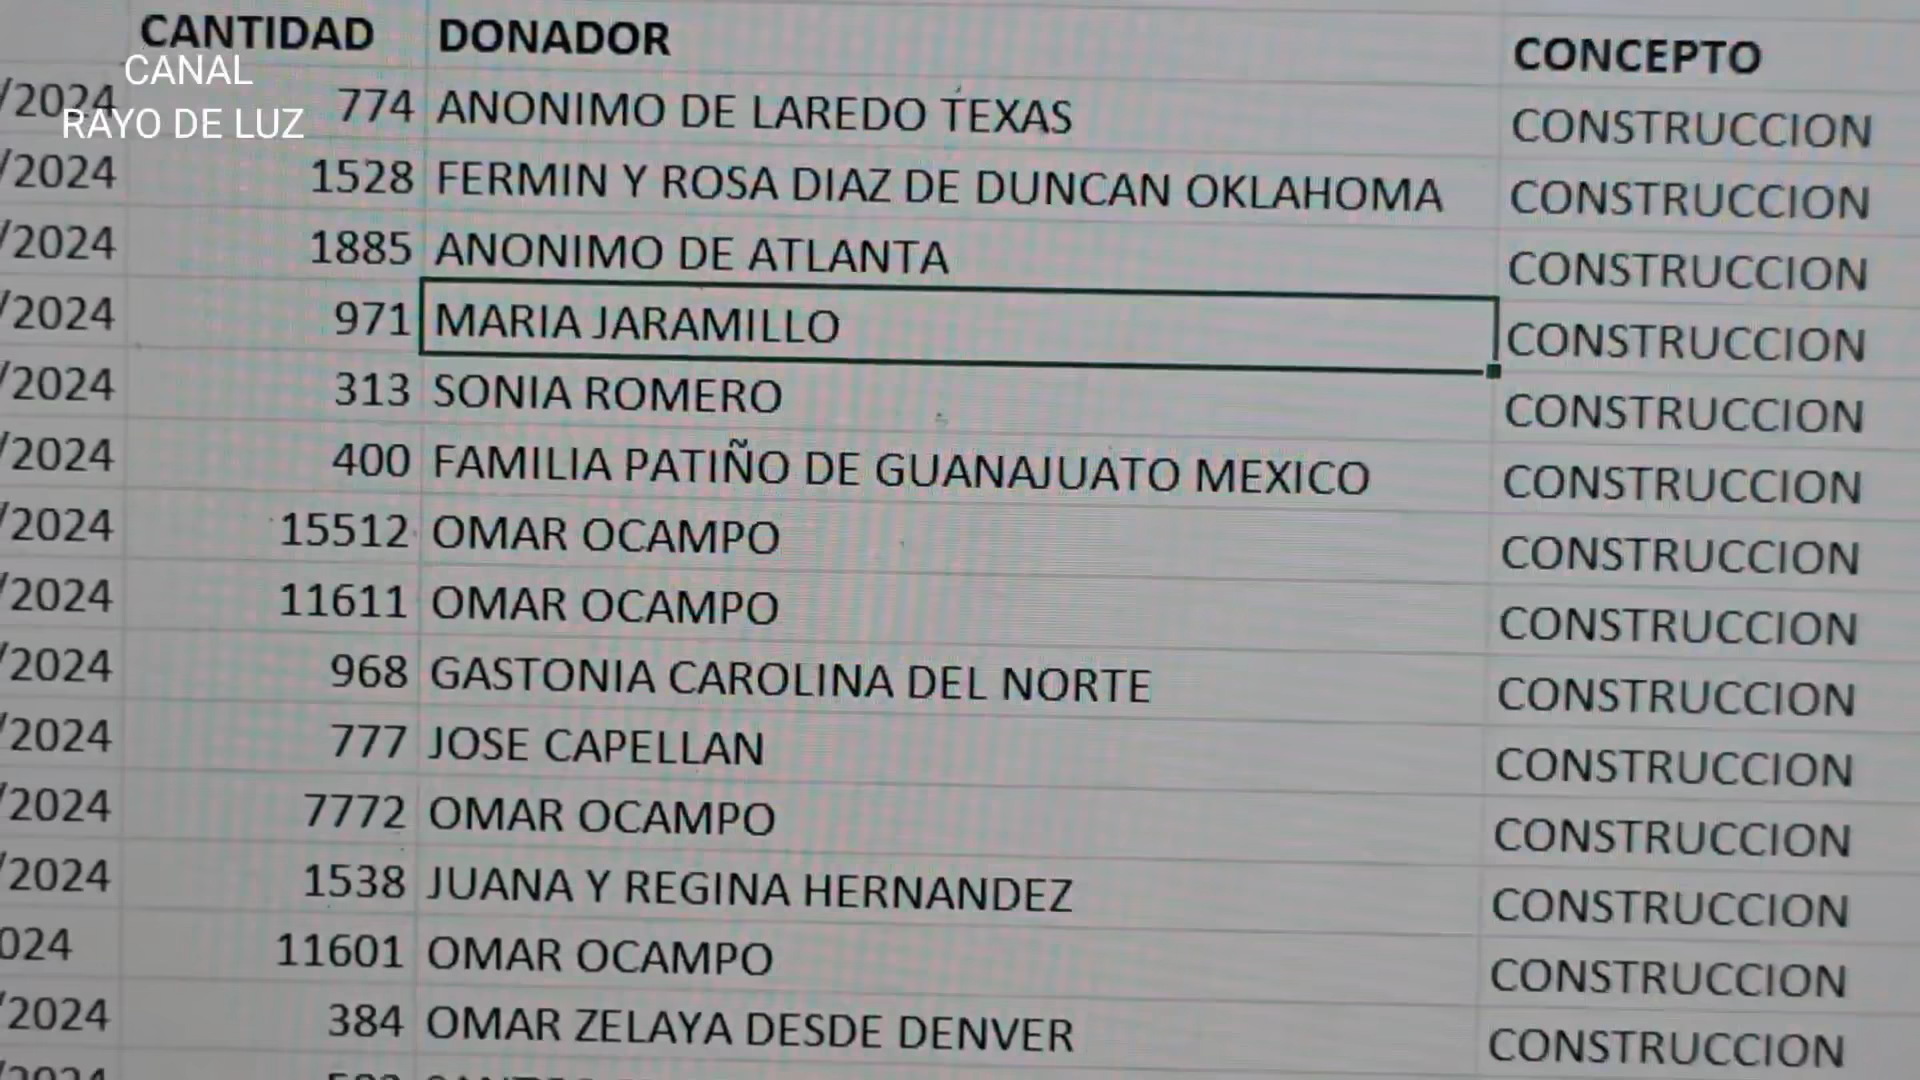 CANTIDAD DONADOR CONCEPTO
CANAL
RAYO DE LUZ
/2024 774 ANONIMO DE LAREDO TEXAS CONSTRUCCION
/2024 1528 FERMIN Y ROSA DIAZ DE DUNCAN OKLAHOMA CONSTRUCCION
/2024 1885 ANONIMO DE ATLANTA CONSTRUCCION
/2024 971 MARIA JARAMILLO CONSTRUCCION
/2024 313 SONIA ROMERO CONSTRUCCION
/2024 400 FAMILIA PATIÑO DE GUANAJUATO MEXICO CONSTRUCCION
/2024 15512 OMAR OCAMPO CONSTRUCCION
/2024 11611 OMAR OCAMPO CONSTRUCCION
/2024 968 GASTONIA CAROLINA DEL NORTE CONSTRUCCION
/2024 777 JOSE CAPELLAN CONSTRUCCION
/2024 7772 OMAR OCAMPO CONSTRUCCION
/2024 1538 JUANA Y REGINA HERNANDEZ CONSTRUCCION
024 11601 OMAR OCAMPO CONSTRUCCION
/2024 384 OMAR ZELAYA DESDE DENVER CONSTRUCCION